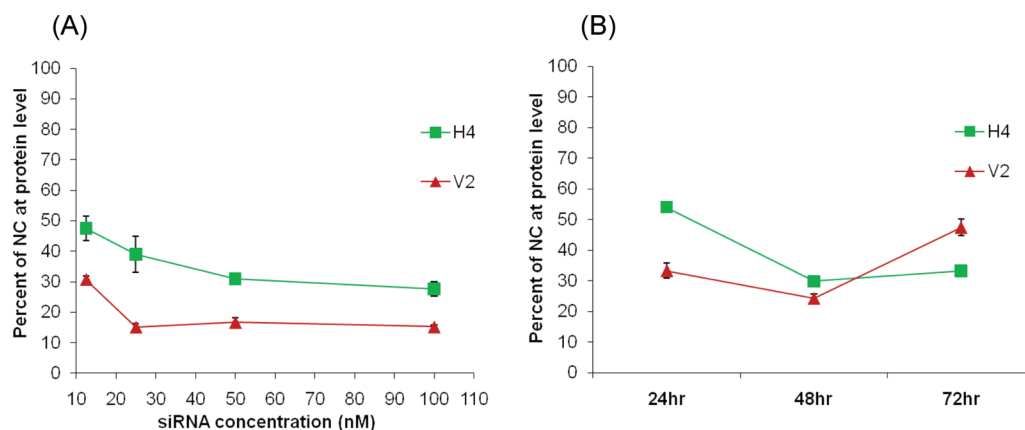 (A)
Percent of NC at protein level
100
90
80
70
60
50
40
30
20
10
0
10 20 30 40 50 60 70 80 90 100 110
siRNA concentration (nM)
H4
V2
(B)
Percent of NC at protein level
100
90
80
70
60
50
40
30
20
10
0
24hr 48hr 72hr
H4
V2